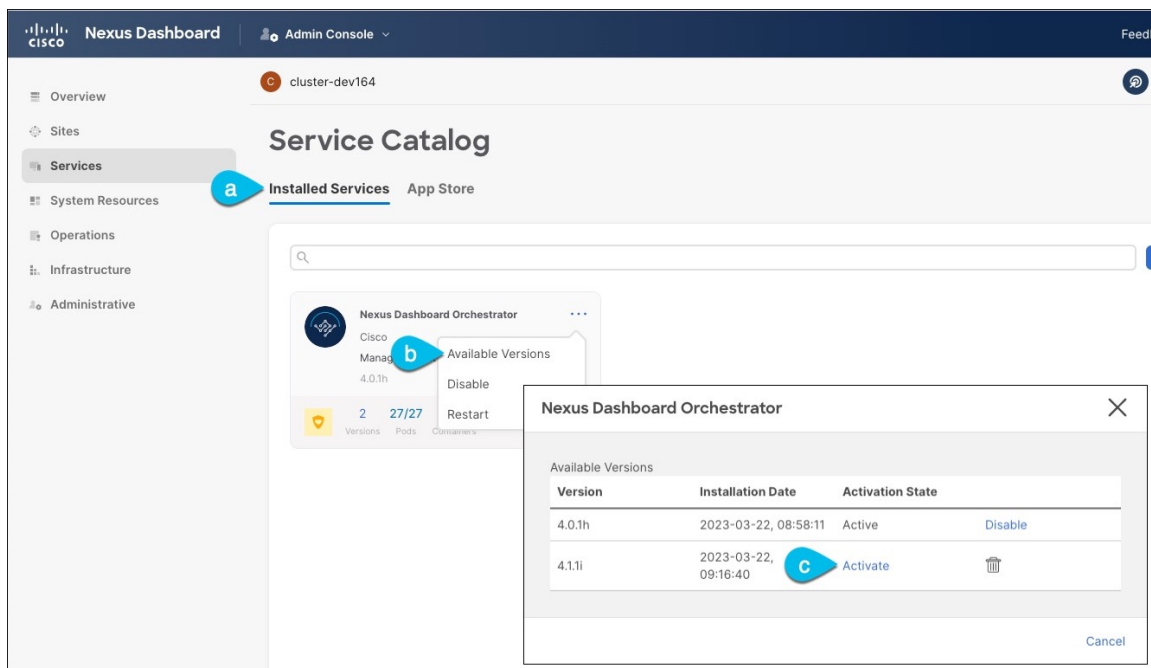 CISCO Nexus Dashboard Admin Console Feed
C cluster-dev164
Overview
Sites
Services
System Resources
Operations
Infrastructure
Administrative
Service Catalog
a Installed Services App Store
Nexus Dashboard Orchestrator ...
Cisco
Manag
4.0.1h
2 27/27
Versions Pods Containers
b Available Versions
Disable
Restart
Nexus Dashboard Orchestrator
Available Versions
Version Installation Date Activation State
4.0.1h 2023-03-22, 08:58:11 Active Disable
4.1.1i 2023-03-22,
09:16:40 c Activate
Cancel